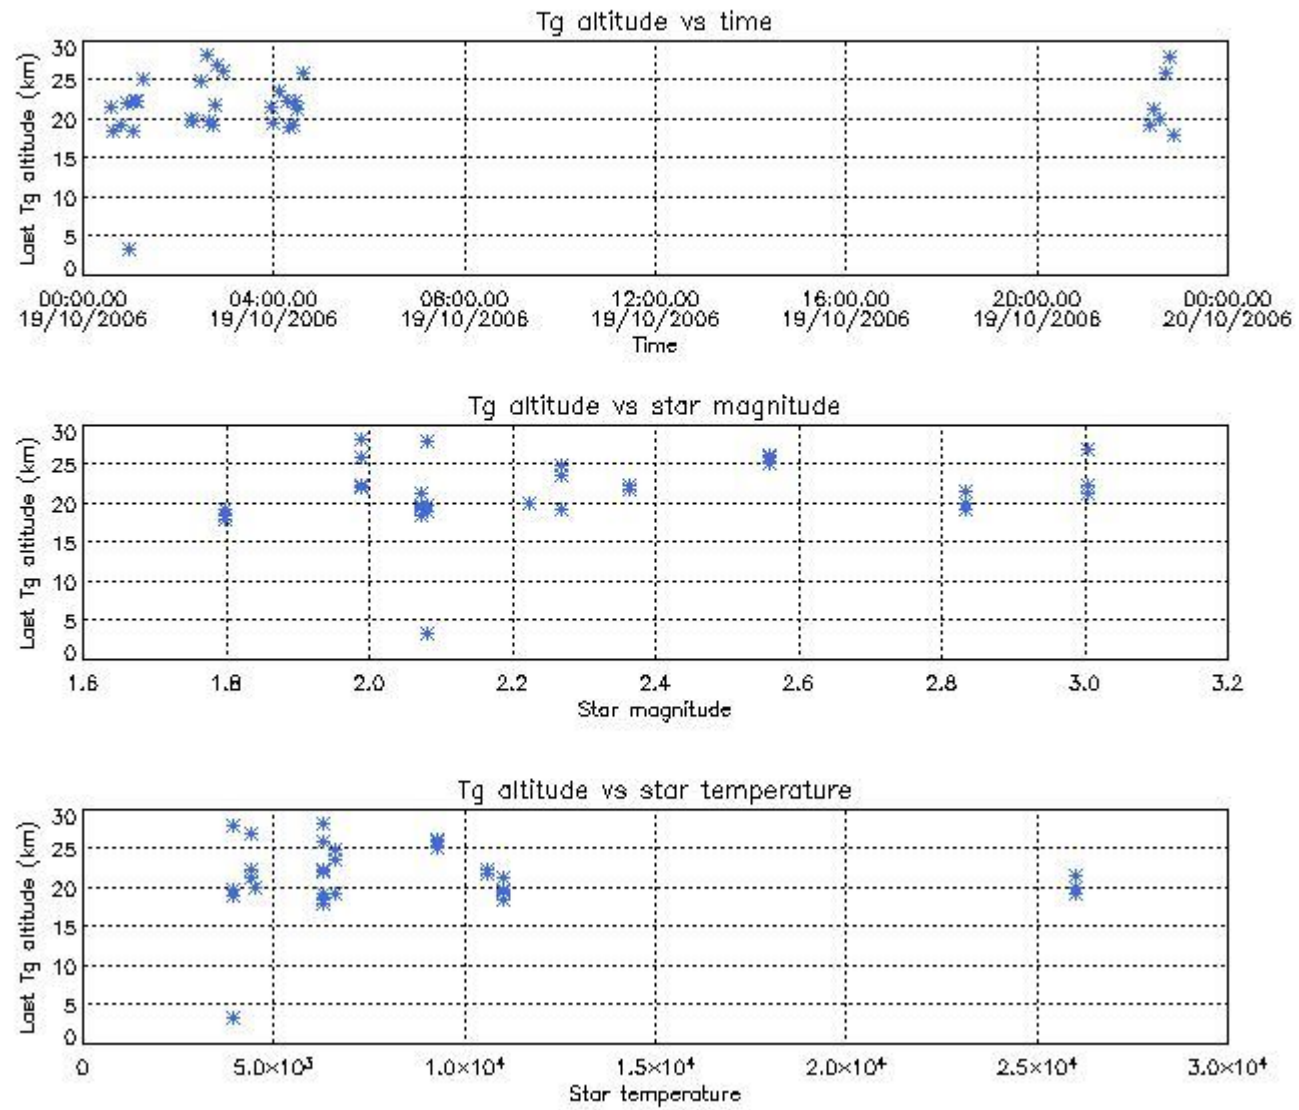 Tg altitude vs time
Last Tg altitude (km)
30
25
20
15
10
5
0
00:00.00 04:00.00 08:00.00 12:00.00 16:00.00 20:00.00 00:00.00
19/10/2006 19/10/2006 19/10/2006 19/10/2006 19/10/2006 19/10/2006 20/10/2006
Time
Tg altitude vs star magnitude
Last Tg altitude (km)
30
25
20
15
10
5
0
1.6 1.8 2.0 2.2 2.4 2.6 2.8 3.0 3.2
Star magnitude
Tg altitude vs star temperature
Last Tg altitude (km)
30
25
20
15
10
5
0
0 5.0×10³ 1.0×10⁴ 1.5×10⁴ 2.0×10⁴ 2.5×10⁴ 3.0×10⁴
Star temperature